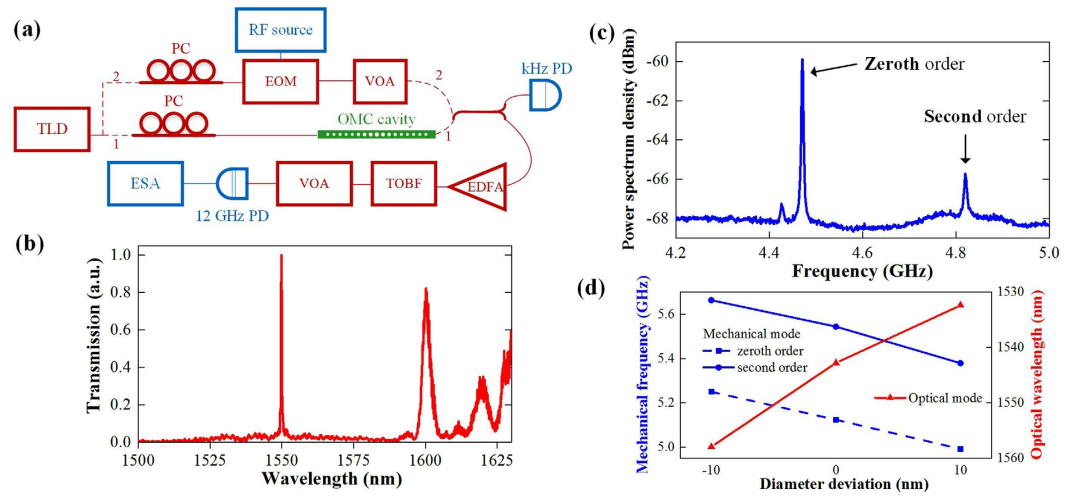 (a)
RF source
PC
2
EOM
VOA
2
kHz PD
PC
TLD
1
OMC cavity
1
ESA
12 GHz PD
VOA
TOBF
EDFA
(b)
Transmission (a.u.)
1.0
0.8
0.6
0.4
0.2
0.0
1500
1525
1550
1575
1600
1625
Wavelength (nm)
(c)
Power spectrum density (dBm)
-60
-62
-64
-66
-68
Zeroth order
Second order
4.2
4.4
4.6
4.8
5.0
Frequency (GHz)
(d)
Mechanical frequency (GHz)
5.6
5.4
5.2
5.0
Mechanical mode
zeroth order
second order
Optical mode
1530
1540
1550
1560
Optical wavelength (nm)
-10
0
10
Diameter deviation (nm)